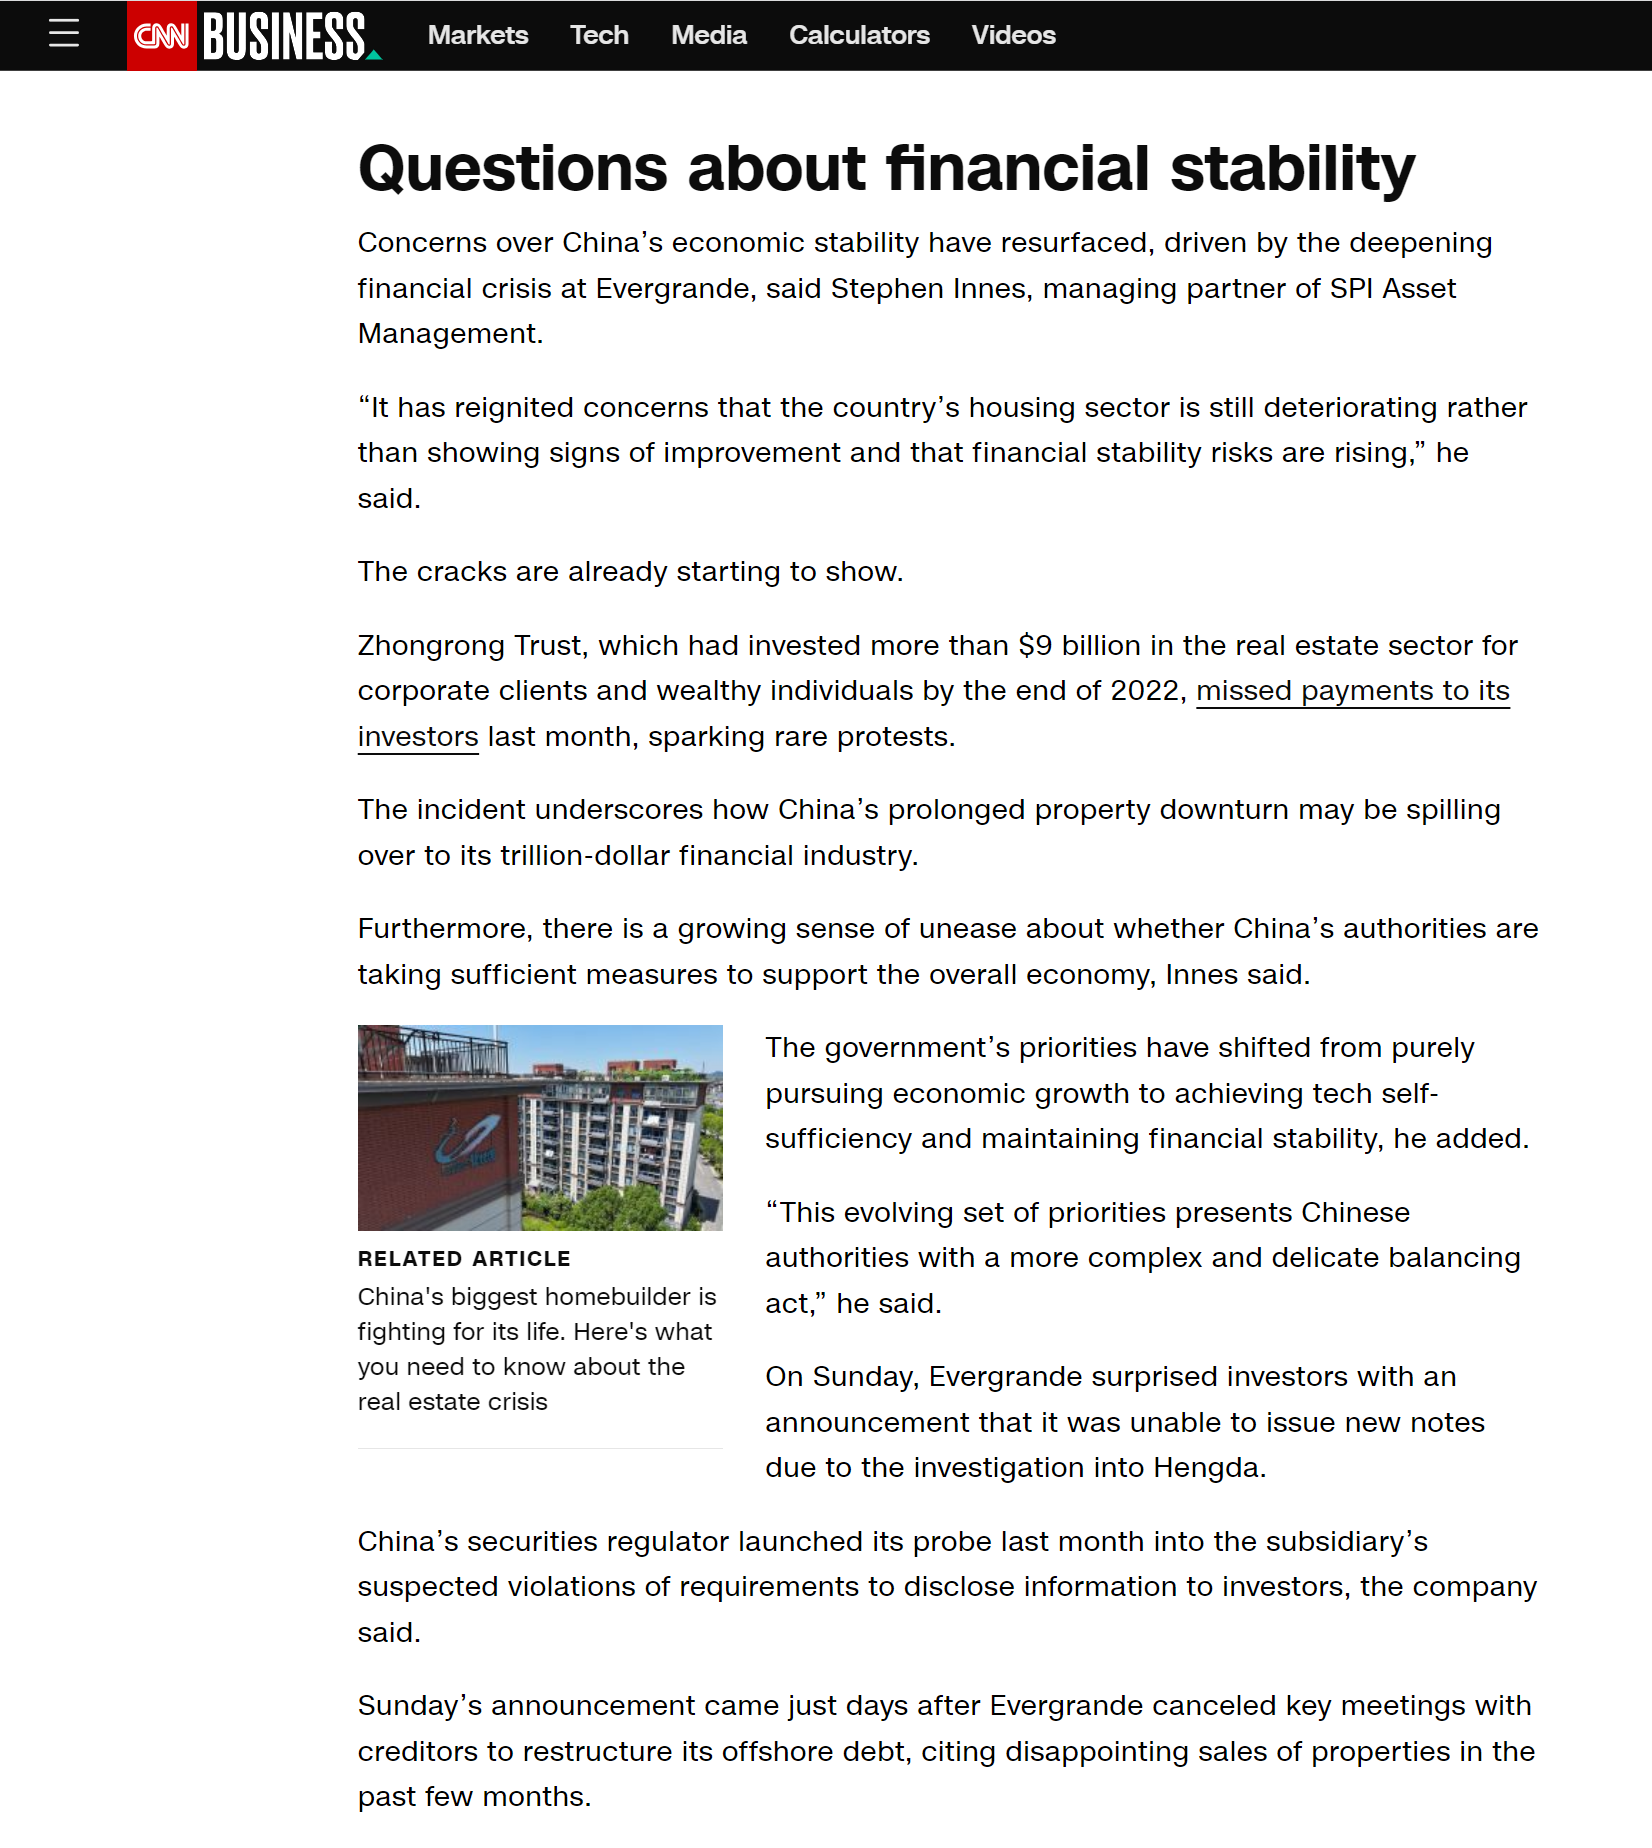 CNN BUSINESS Markets Tech Media Calculators Videos
Questions about financial stability
Concerns over China’s economic stability have resurfaced, driven by the deepening
financial crisis at Evergrande, said Stephen Innes, managing partner of SPI Asset
Management.
“It has reignited concerns that the country’s housing sector is still deteriorating rather
than showing signs of improvement and that financial stability risks are rising,” he
said.
The cracks are already starting to show.
Zhongrong Trust, which had invested more than $9 billion in the real estate sector for
corporate clients and wealthy individuals by the end of 2022, missed payments to its
investors last month, sparking rare protests.
The incident underscores how China’s prolonged property downturn may be spilling
over to its trillion-dollar financial industry.
Furthermore, there is a growing sense of unease about whether China’s authorities are
taking sufficient measures to support the overall economy, Innes said.
RELATED ARTICLE
China's biggest homebuilder is
fighting for its life. Here's what
you need to know about the
real estate crisis
The government’s priorities have shifted from purely
pursuing economic growth to achieving tech self-
sufficiency and maintaining financial stability, he added.
“This evolving set of priorities presents Chinese
authorities with a more complex and delicate balancing
act,” he said.
On Sunday, Evergrande surprised investors with an
announcement that it was unable to issue new notes
due to the investigation into Hengda.
China’s securities regulator launched its probe last month into the subsidiary’s
suspected violations of requirements to disclose information to investors, the company
said.
Sunday’s announcement came just days after Evergrande canceled key meetings with
creditors to restructure its offshore debt, citing disappointing sales of properties in the
past few months.